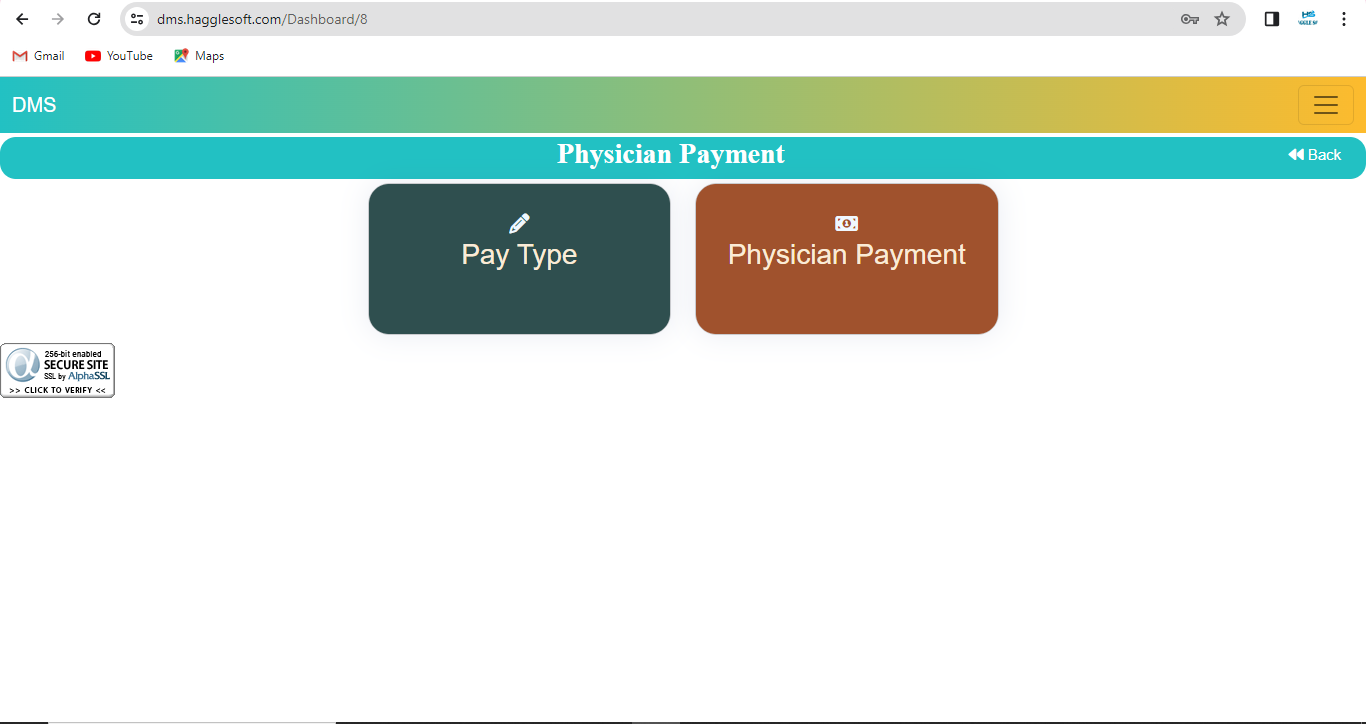 dms.hagglesoft.com/Dashboard/8
Gmail YouTube Maps
DMS
Physician Payment
Back
Pay Type
Physician Payment
256-bit enabled
SECURE SITE
SSL by AlphaSSL
>> CLICK TO VERIFY <<